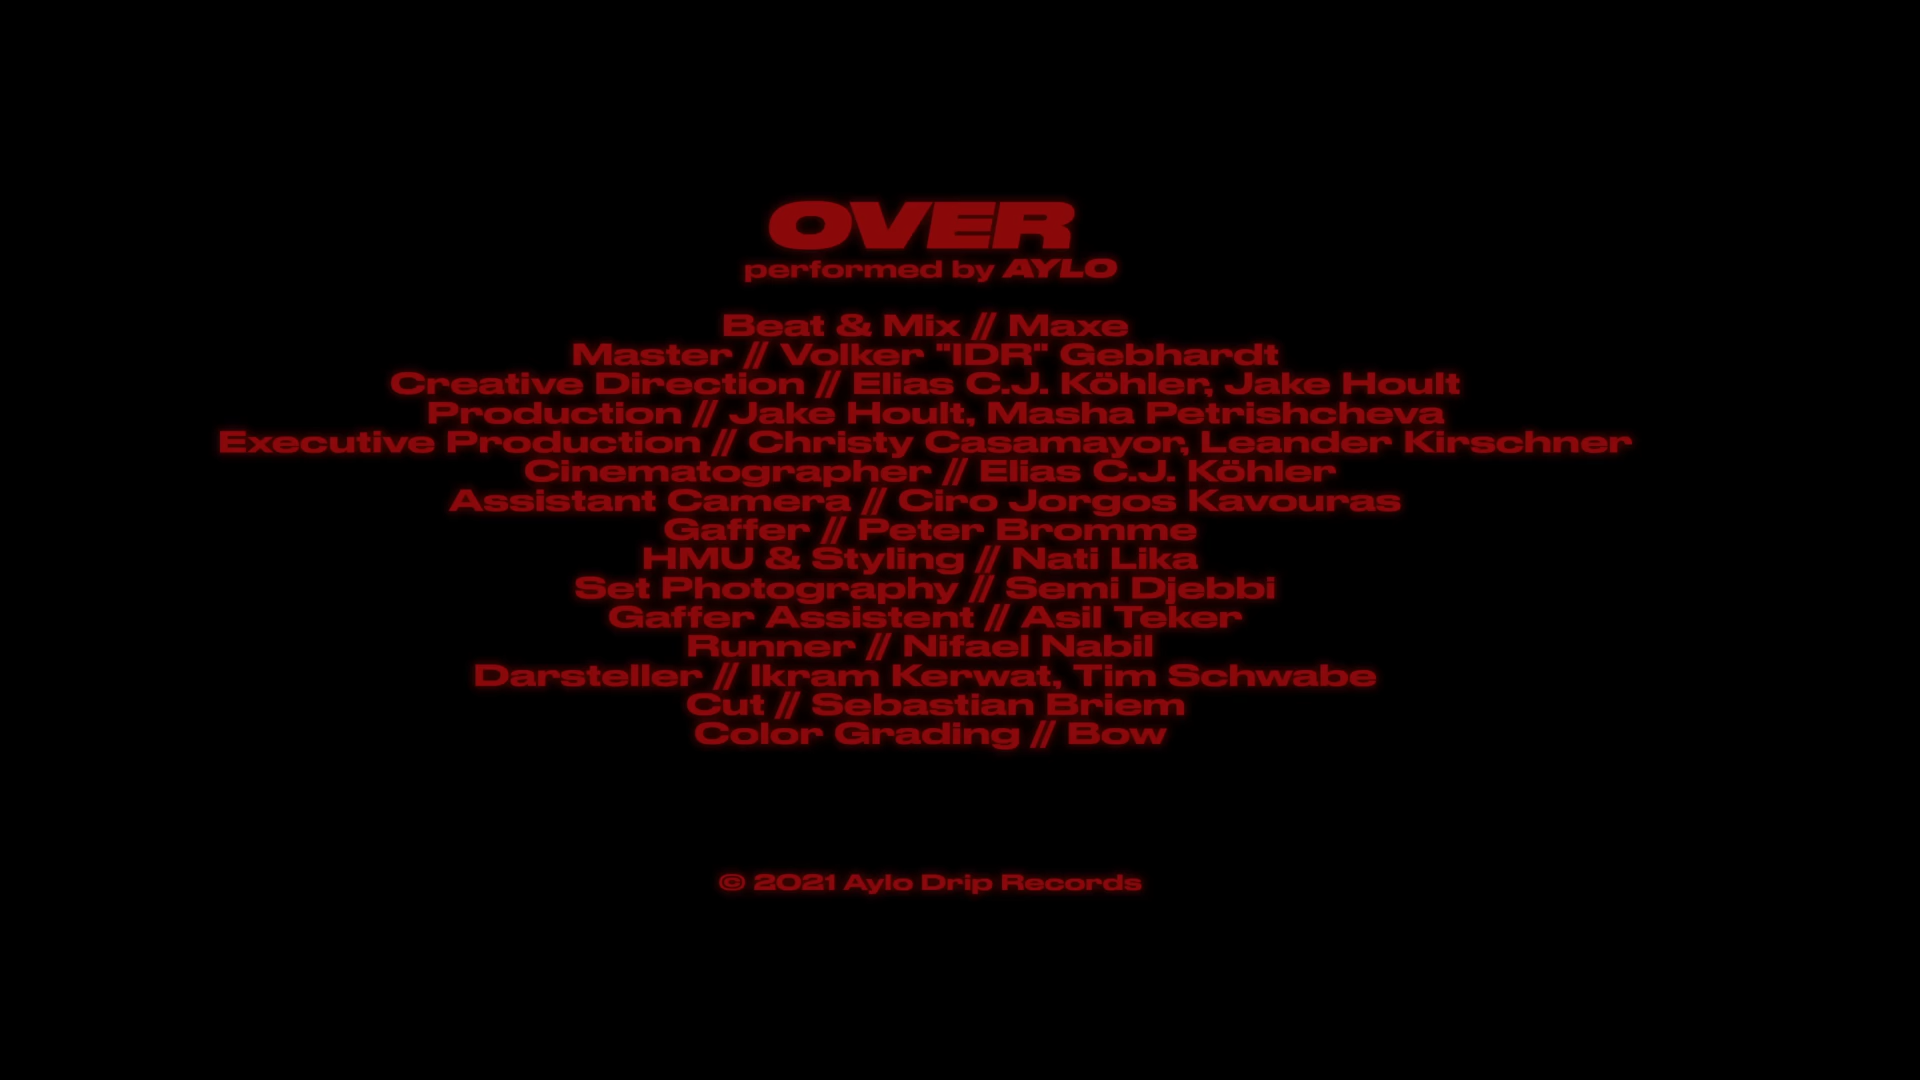 OVER
performed by AYLO
Beat & Mix // Maxe
Master // Volker "IDR" Gebhardt
Creative Direction // Elias C.J. Köhler, Jake Hoult
Production // Jake Hoult, Masha Petrishcheva
Executive Production // Christy Casamayor, Leander Kirschner
Cinematographer // Elias C.J. Köhler
Assistant Camera // Ciro Jorgos Kavouras
Gaffer // Peter Bromme
HMU & Styling // Nati Lika
Set Photography // Semi Djebbi
Gaffer Assistent // Asil Teker
Runner // Nifael Nabil
Darsteller // Ikram Kerwat, Tim Schwabe
Cut // Sebastian Briem
Color Grading // Bow
© 2021 Aylo Drip Records